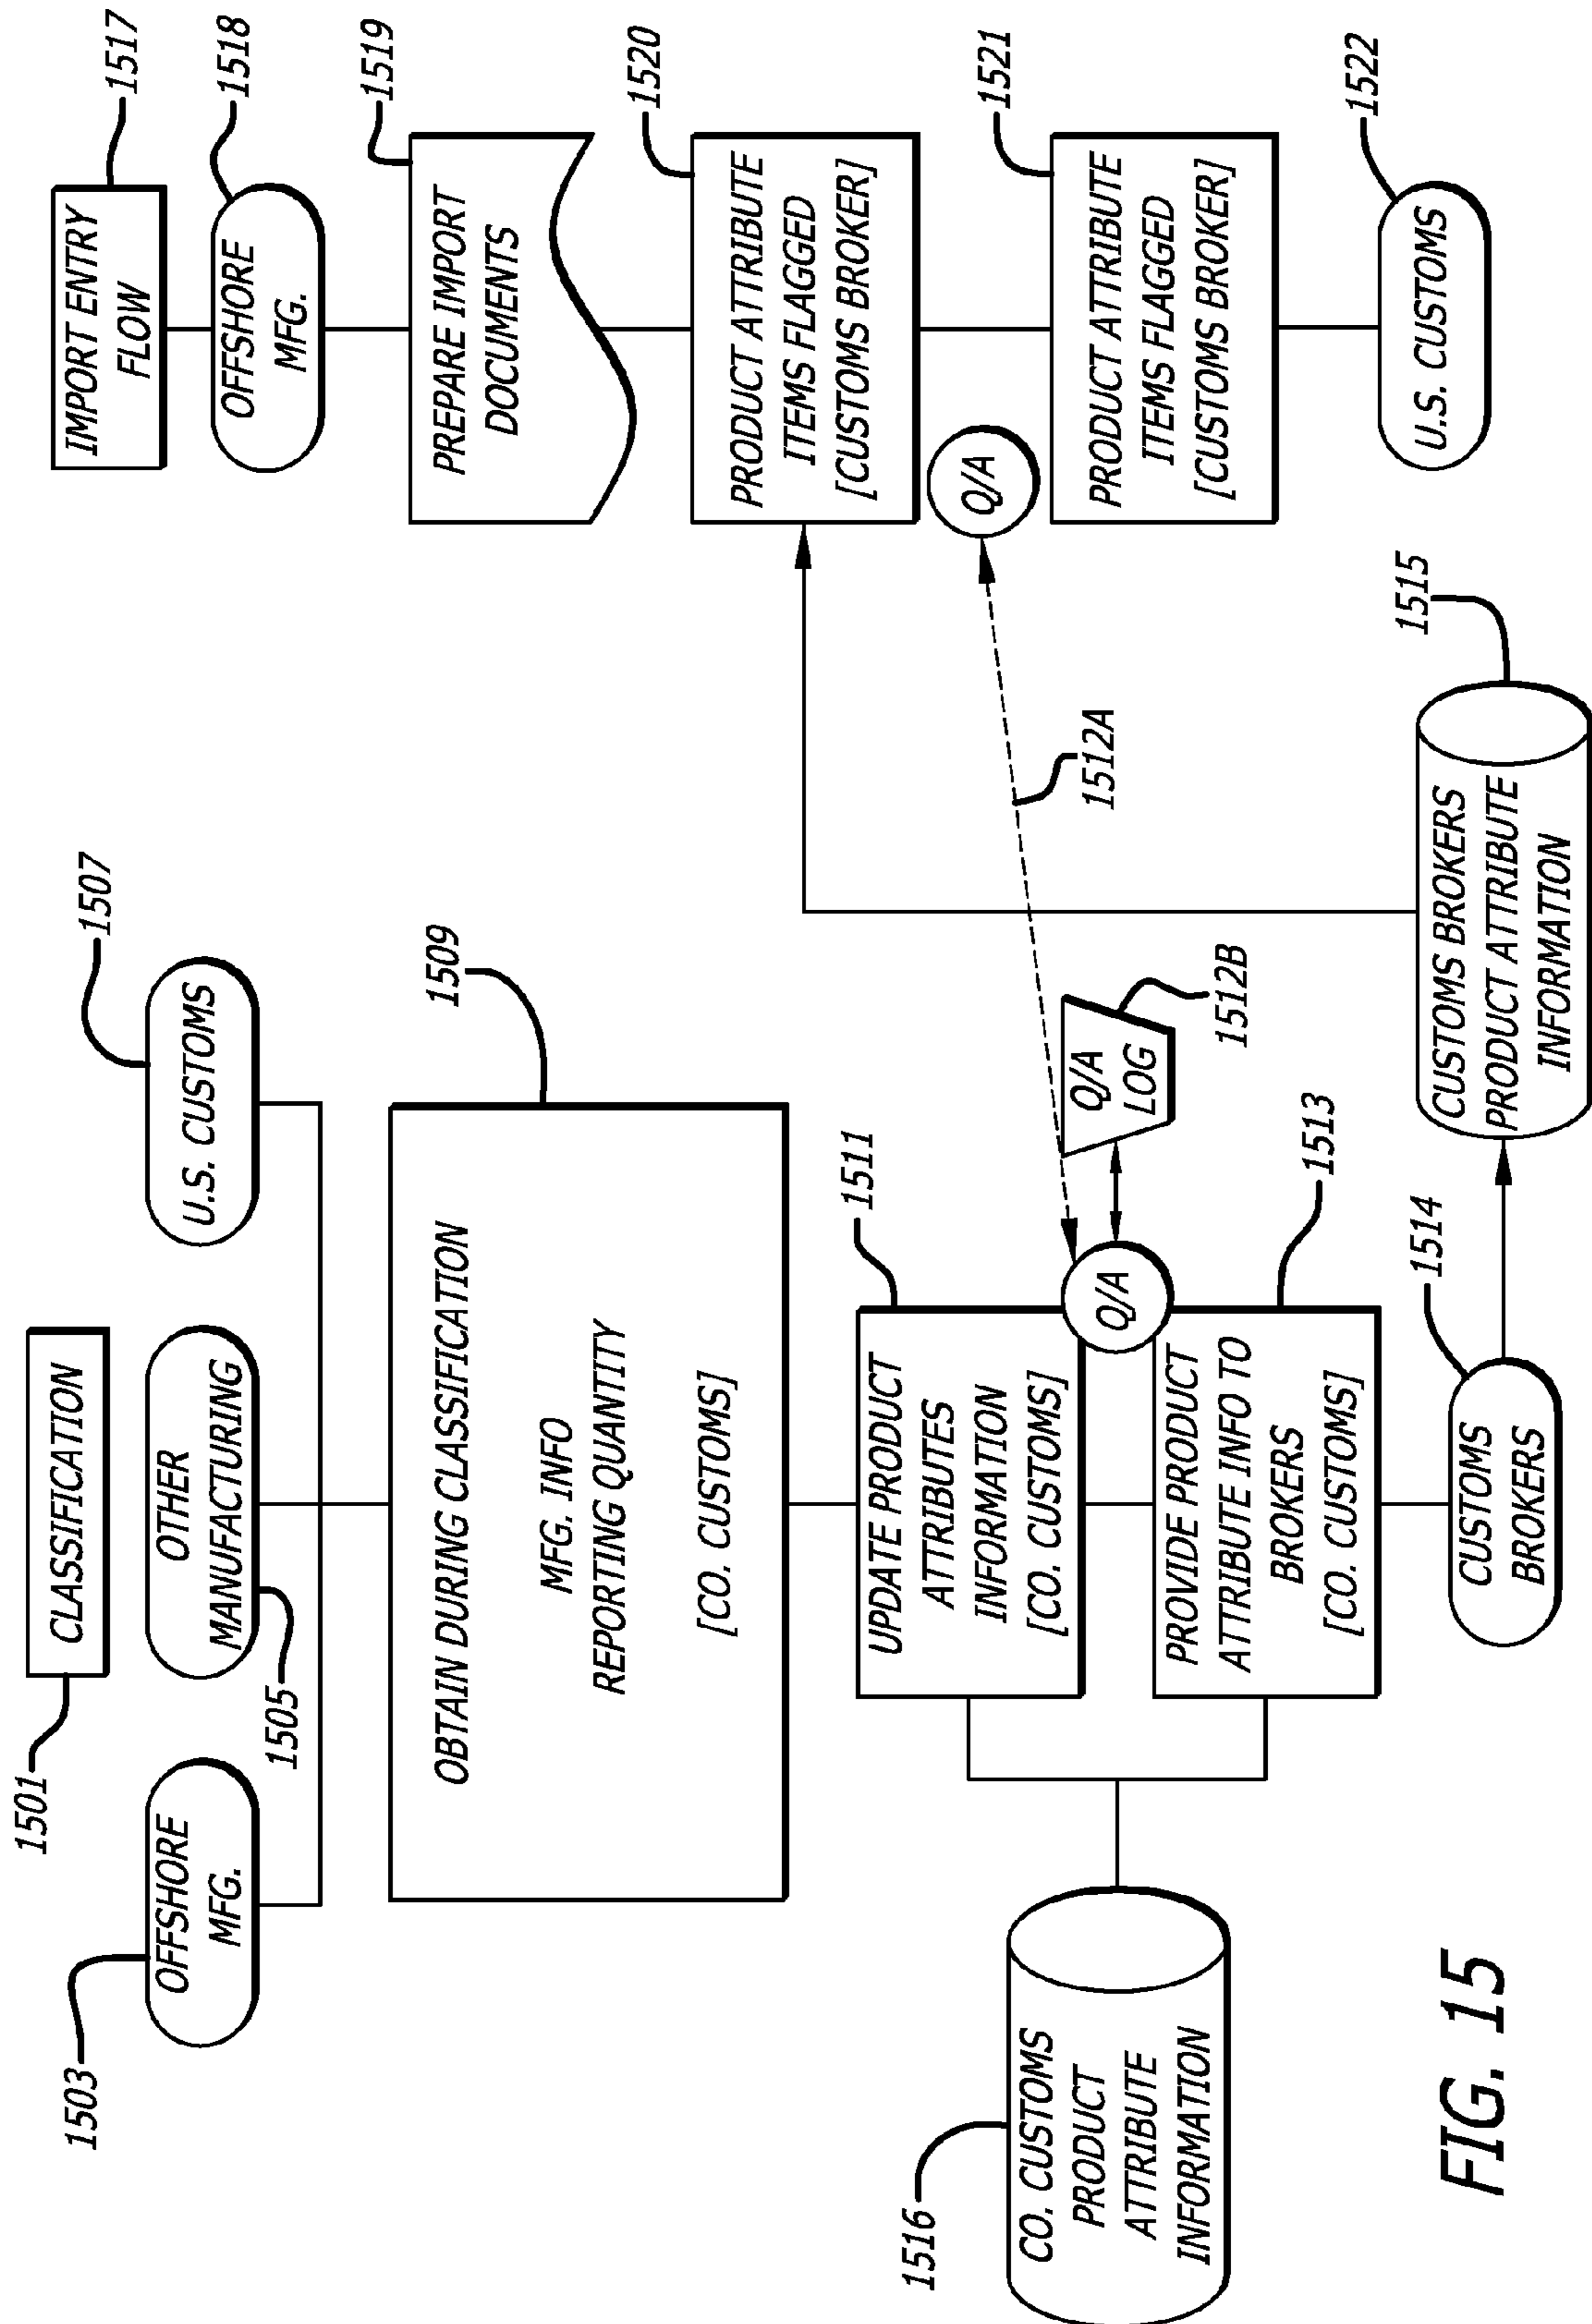 1501
CLASSIFICATION
1503
OFFSHORE
MFG.
OTHER
MANUFACTURING
1505
U.S. CUSTOMS
1507
OBTAIN DURING CLASSIFICATION
MFG. INFO
REPORTING QUANTITY
[CO. CUSTOMS]
1509
UPDATE PRODUCT
ATTRIBUTES
INFORMATION
[CO. CUSTOMS]
1511
Q/A
Q/A
LOG
1512B
1512A
PROVIDE PRODUCT
ATTRIBUTE INFO TO
BROKERS
[CO. CUSTOMS]
1513
1516
CO. CUSTOMS
PRODUCT
ATTRIBUTE
INFORMATION
CUSTOMS
BROKERS
1514
CUSTOMS BROKERS
PRODUCT ATTRIBUTE
INFORMATION
1515
IMPORT ENTRY
FLOW
1517
OFFSHORE
MFG.
1518
PREPARE IMPORT
DOCUMENTS
1519
PRODUCT ATTRIBUTE
ITEMS FLAGGED
[CUSTOMS BROKER]
1520
Q/A
PRODUCT ATTRIBUTE
ITEMS FLAGGED
[CUSTOMS BROKER]
1521
U.S. CUSTOMS
1522
FIG. 15